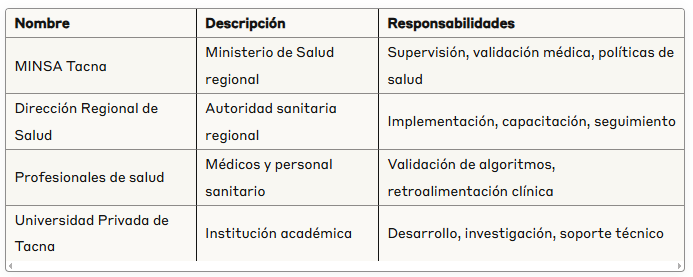 Nombre Descripción Responsabilidades
MINSA Tacna
Ministerio de Salud
regional
Supervisión, validación médica, políticas de
salud
Dirección Regional de
Salud
Autoridad sanitaria
regional
Implementación, capacitación, seguimiento
Profesionales de salud
Médicos y personal
sanitario
Validación de algoritmos,
retroalimentación clínica
Universidad Privada de
Tacna
Institución académica
Desarrollo, investigación, soporte técnico